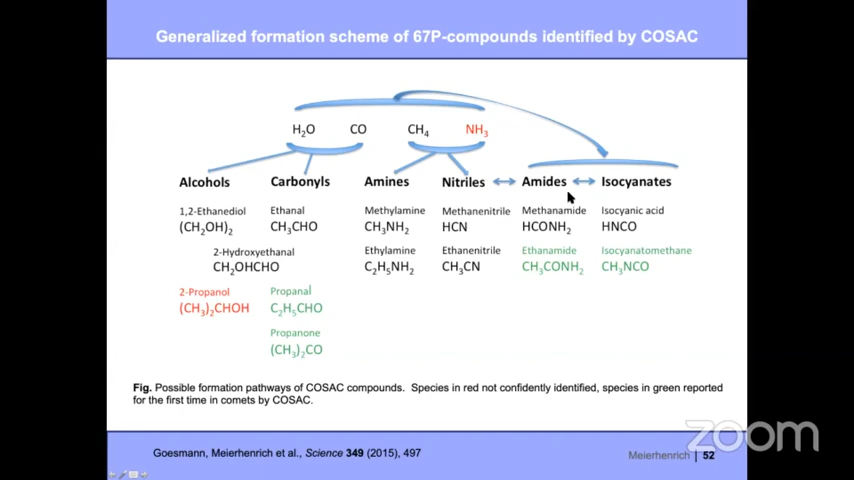 Generalized formation scheme of 67P-compounds identified by COSAC
H₂O CO CH₄ NH₃
Alcohols Carbonyls Amines Nitriles Amides Isocyanates
1,2-Ethanediol Ethanal Methylamine Methanenitrile Methanamide Isocyanic acid
(CH₂OH)₂ CH₃CHO CH₃NH₂ HCN HCONH₂ HNCO
2-Hydroxyethanal Ethylamine Ethanenitrile Ethanamide Isocyanatomethane
CH₂OHCHO C₂H₅NH₂ CH₃CN CH₃CONH₂ CH₃NCO
2-Propanol Propanal
(CH₃)₂CHOH C₂H₅CHO
Propanone
(CH₃)₂CO
Fig. Possible formation pathways of COSAC compounds. Species in red not confidently identified, species in green reported
for the first time in comets by COSAC.
Goesmann, Meierhenrich et al., Science 349 (2015), 497
Meierhenrich | 52
zoom